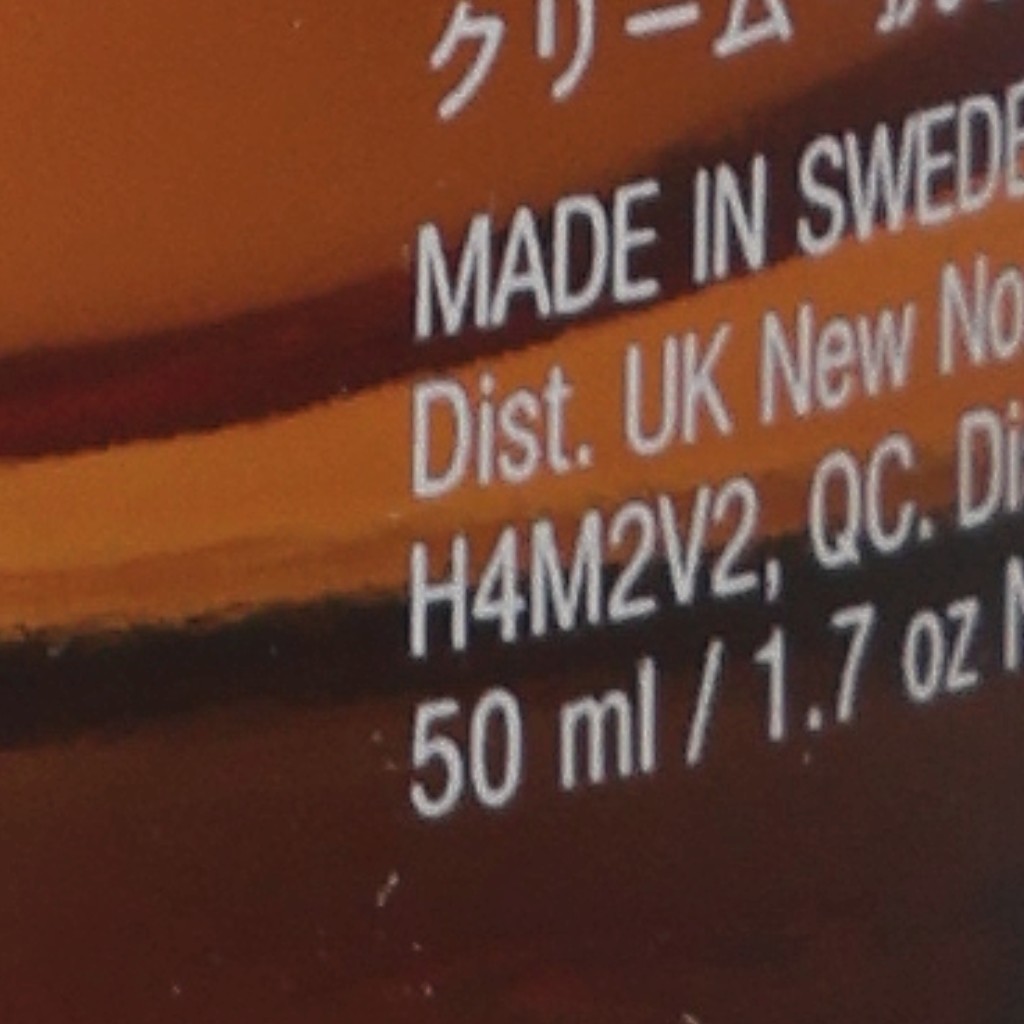 クリーム
MADE IN SWEDE
Dist. UK New No
H4M2V2, QC. Di
50 ml / 1.7 oz N